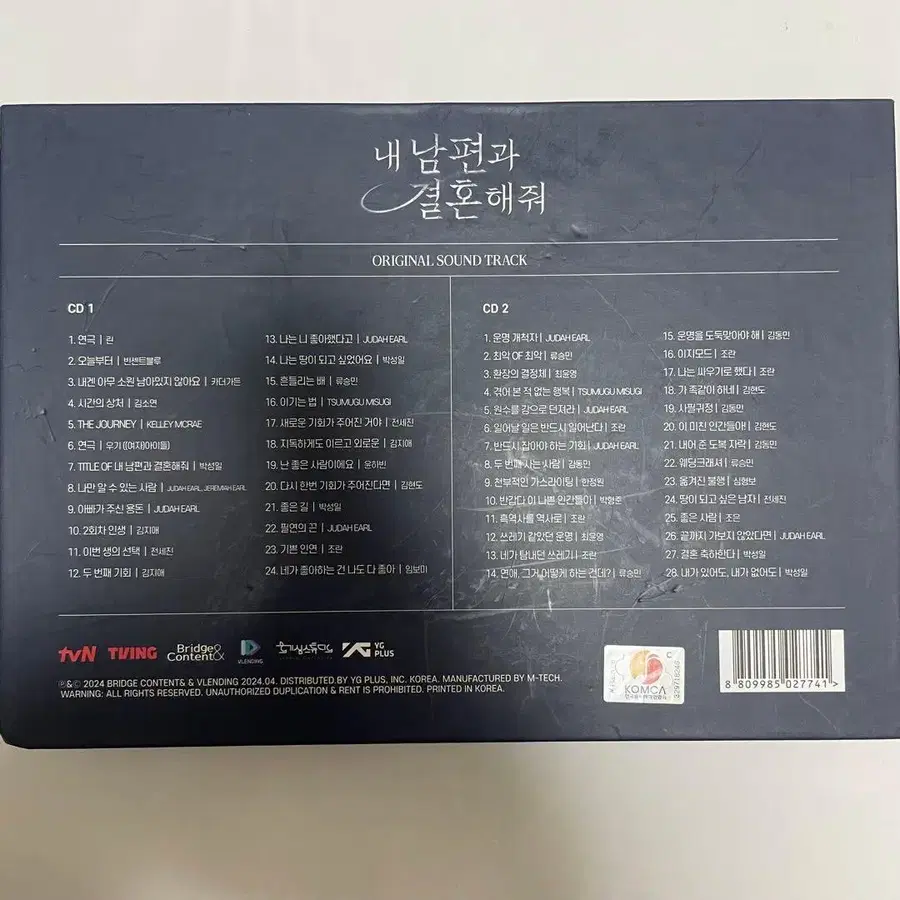 내 남편과
결혼해줘
ORIGINAL SOUND TRACK
CD 1
1. 연극 | 린
2. 오늘부터 | 빈센트블루
3. 내겐 아무 소원 남아있지 않아요 | 카더가든
4. 시간의 상처 | 김소연
5. THE JOURNEY | KELLEY MCRAE
6. 연극 | 우기 ((여자)아이들)
7. TITLE OF 내 남편과 결혼해줘 | 박성일
8. 나만 알 수 있는 사람 | JUDAH EARL, JEREMIAH EARL
9. 아빠가 주신 용돈 | JUDAH EARL
10. 2회차 인생 | 김지애
11. 이번 생의 선택 | 전세진
12. 두 번째 기회 | 김지애
13. 나는 니 좋아했다고 | JUDAH EARL
14. 나는 땅이 되고 싶었어요 | 박성일
15. 흔들리는 배 | 류승민
16. 이기는 법 | TSUMUGU MISUGI
17. 새로운 기회가 주어진 거야 | 전세진
18. 지독하게도 이르고 외로운 | 김지애
19. 난 좋은 사람이에요 | 윤하빈
20. 다시 한번 기회가 주어진다면 | 김현도
21. 좋은 길 | 박성일
22. 필연의 끈 | JUDAH EARL
23. 기쁜 인연 | 조란
24. 네가 좋아하는 건 나도 다 좋아 | 임보미
CD 2
1. 운명 개척자 | JUDAH EARL
2. 최악 OF 최악 | 류승민
3. 환장의 결정체 | 최윤영
4. 겪어 본 적 없는 행복 | TSUMUGU MISUGI
5. 원수를 강으로 던져라 | JUDAH EARL
6. 일어날 일은 반드시 일어난다 | 조란
7. 반드시 잡아야 하는 기회 | JUDAH EARL
8. 두 번째 사는 사람 | 김동민
9. 천부적인 가스라이팅 | 한정원
10. 반갑다 이 나쁜 인간들아 | 박형준
11. 흑역사를 역사로 | 조란
12. 쓰레기 같았던 운명 | 최윤영
13. 네가 탐내던 쓰레기 | 조란
14. 연애, 그거 어떻게 하는 건데? | 류승민
15. 운명을 도둑맞아야 해 | 김동민
16. 이지모드 | 조란
17. 나는 싸우기로 했다 | 조란
18. 가 족같이 하네 | 김현도
19. 사필귀정 | 김동민
20. 이 미친 인간들아! | 김현도
21. 내어 준 도복 자락 | 김동민
22. 웨딩크래셔 | 류승민
23. 옮겨진 불행 | 심형보
24. 땅이 되고 싶은 남자 | 전세진
25. 좋은 사람 | 조은
26. 끝까지 가보지 않았다면 | JUDAH EARL
27. 결혼 축하한다 | 박성일
28. 내가 있어도, 내가 없어도 | 박성일
tvN TVING Bridge Content& VLENDING YG PLUS
℗&© 2024 BRIDGE CONTENT& & VLENDING 2024.04. DISTRIBUTED BY YG PLUS, INC. KOREA. MANUFACTURED BY M-TECH.
WARNING: ALL RIGHTS RESERVED. UNAUTHORIZED DUPLICATION & RENT IS PROHIBITED. PRINTED IN KOREA.
KOMCA
8 809985 027741 >